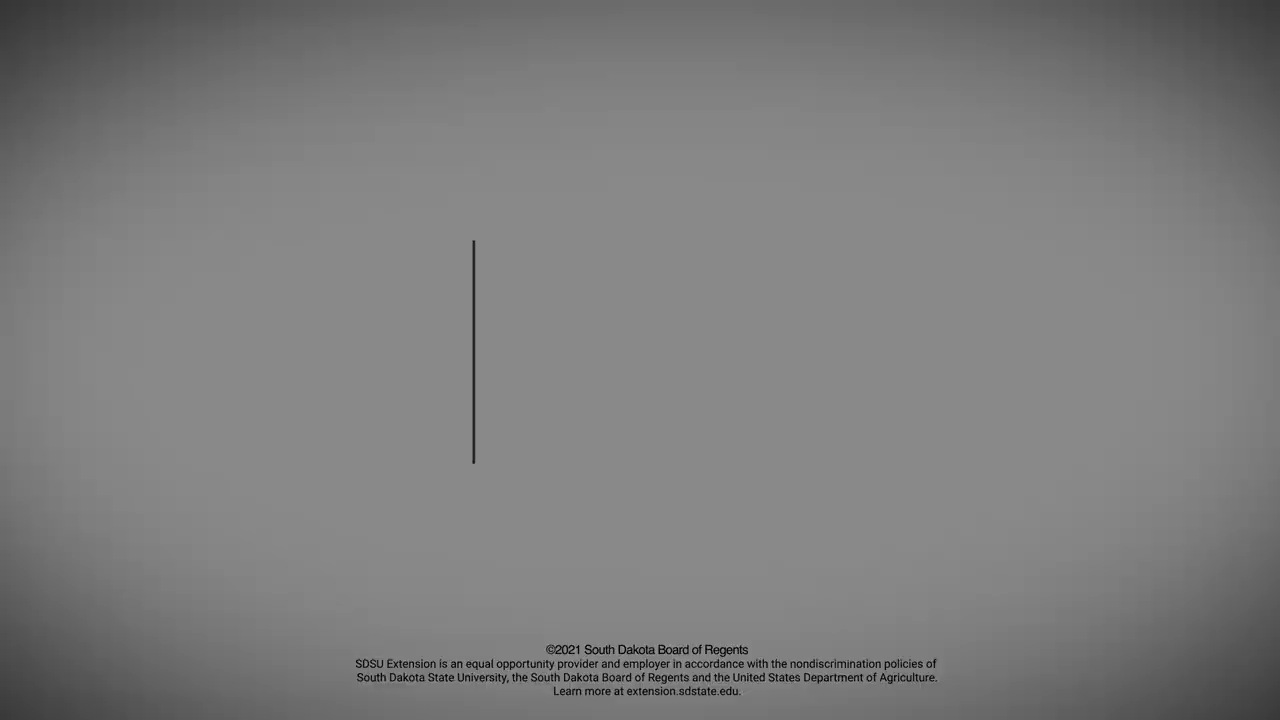 ©2021 South Dakota Board of Regents
SDSU Extension is an equal opportunity provider and employer in accordance with the nondiscrimination policies of
South Dakota State University, the South Dakota Board of Regents and the United States Department of Agriculture.
Learn more at extension.sdstate.edu.